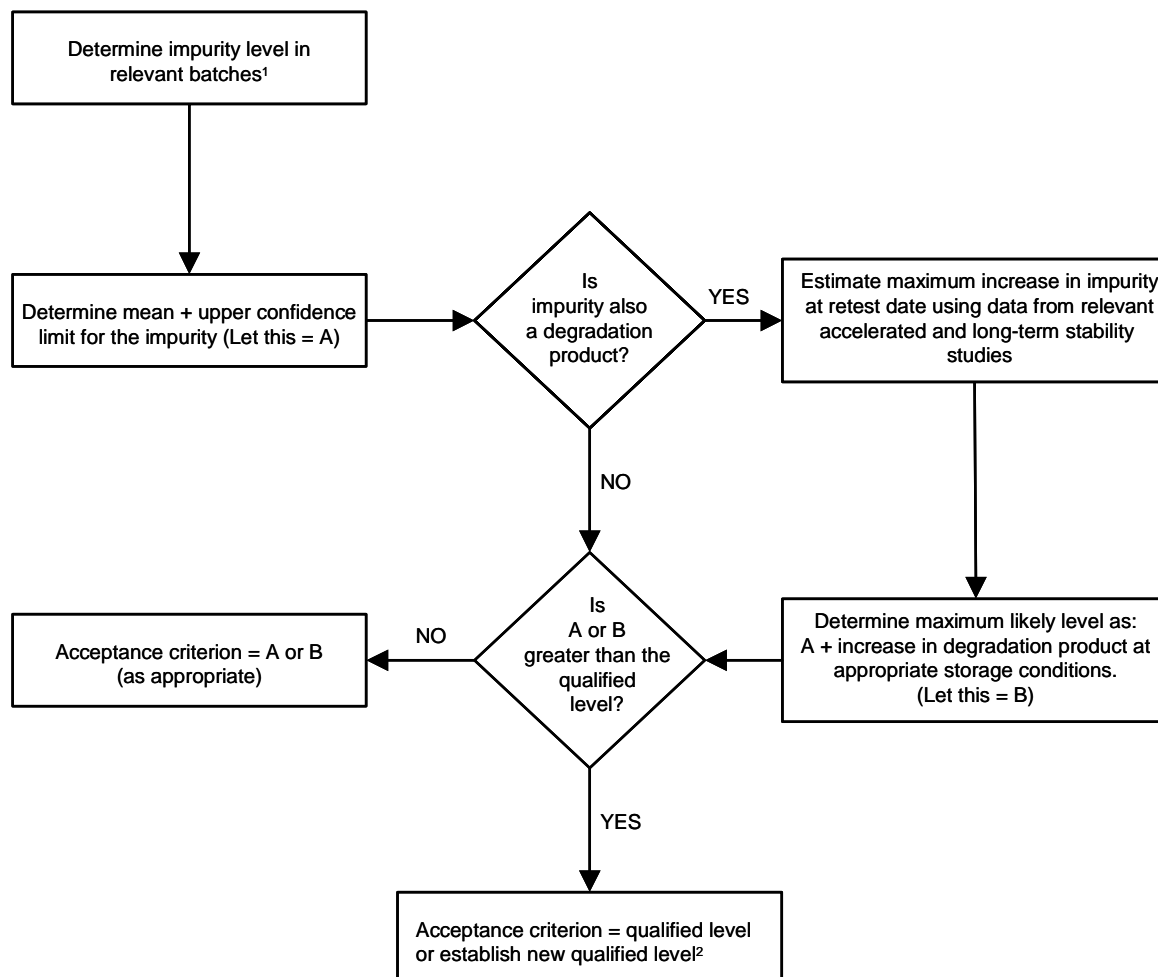 Determine impurity level in
relevant batches¹
Determine mean + upper confidence
limit for the impurity (Let this = A)
Is
impurity also
a degradation
product?
YES
Estimate maximum increase in impurity
at retest date using data from relevant
accelerated and long-term stability
studies
NO
Determine maximum likely level as:
A + increase in degradation product at
appropriate storage conditions.
(Let this = B)
Is
A or B
greater than the
qualified
level?
NO
Acceptance criterion = A or B
(as appropriate)
YES
Acceptance criterion = qualified level
or establish new qualified level²